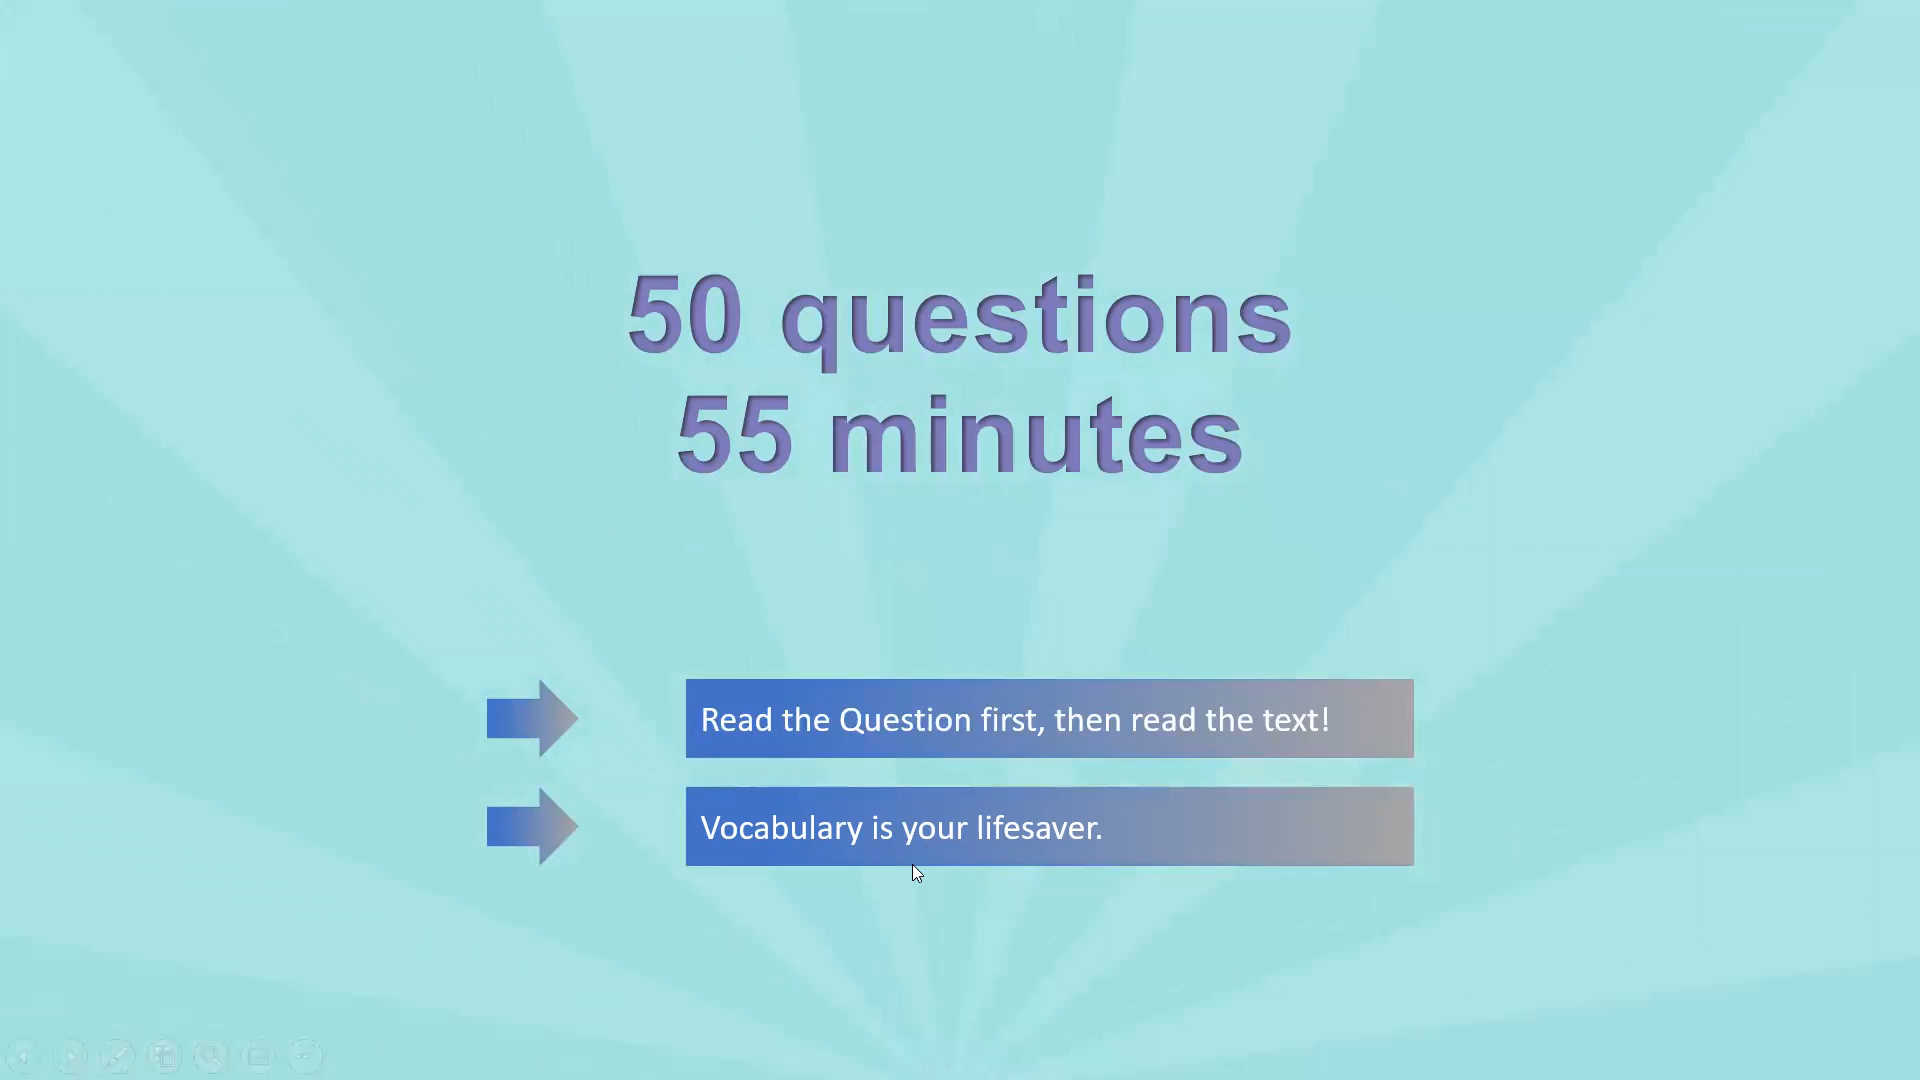 50 questions
55 minutes
Read the Question first, then read the text!
Vocabulary is your lifesaver.